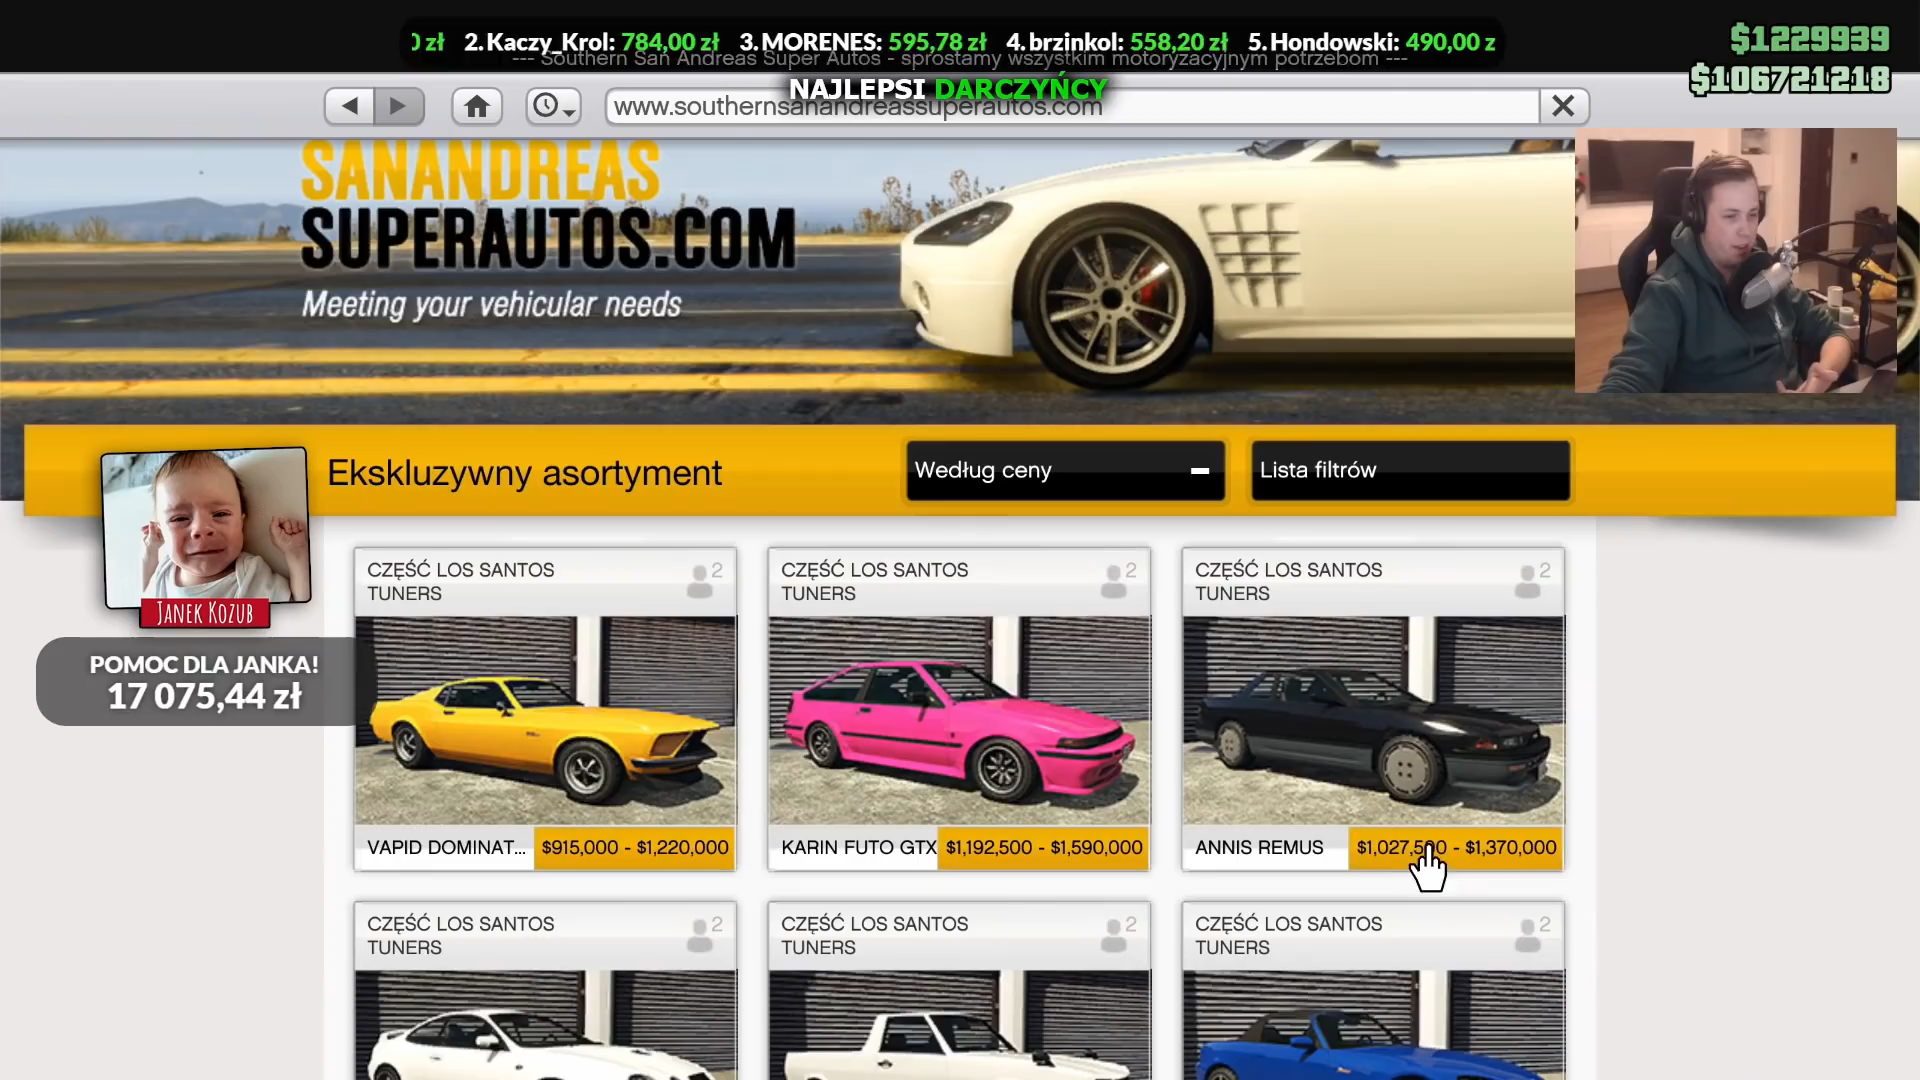 0 zł 2. Kaczy_Krol: 784,00 zł 3. MORENES: 595,78 zł 4. brzinkol: 558,20 zł 5. Hondowski: 490,00 z
$1229939
--- Southern San Andreas Super Autos - sprostamy wszystkim motoryzacyjnym potrzebom ---
$106721218
NAJLEPSI DARCZYŃCY
www.southernsanandreassuperautos.com
SANANDREAS
SUPERAUTOS.COM
Meeting your vehicular needs
Ekskluzywny asortyment
Według ceny
Lista filtrów
JANEK KOZUB
POMOC DLA JANKA!
17 075,44 zł
CZĘŚĆ LOS SANTOS
TUNERS
2
VAPID DOMINAT...
$915,000 - $1,220,000
CZĘŚĆ LOS SANTOS
TUNERS
2
KARIN FUTO GTX
$1,192,500 - $1,590,000
CZĘŚĆ LOS SANTOS
TUNERS
2
ANNIS REMUS
$1,027,500 - $1,370,000
CZĘŚĆ LOS SANTOS
TUNERS
2
CZĘŚĆ LOS SANTOS
TUNERS
2
CZĘŚĆ LOS SANTOS
TUNERS
2